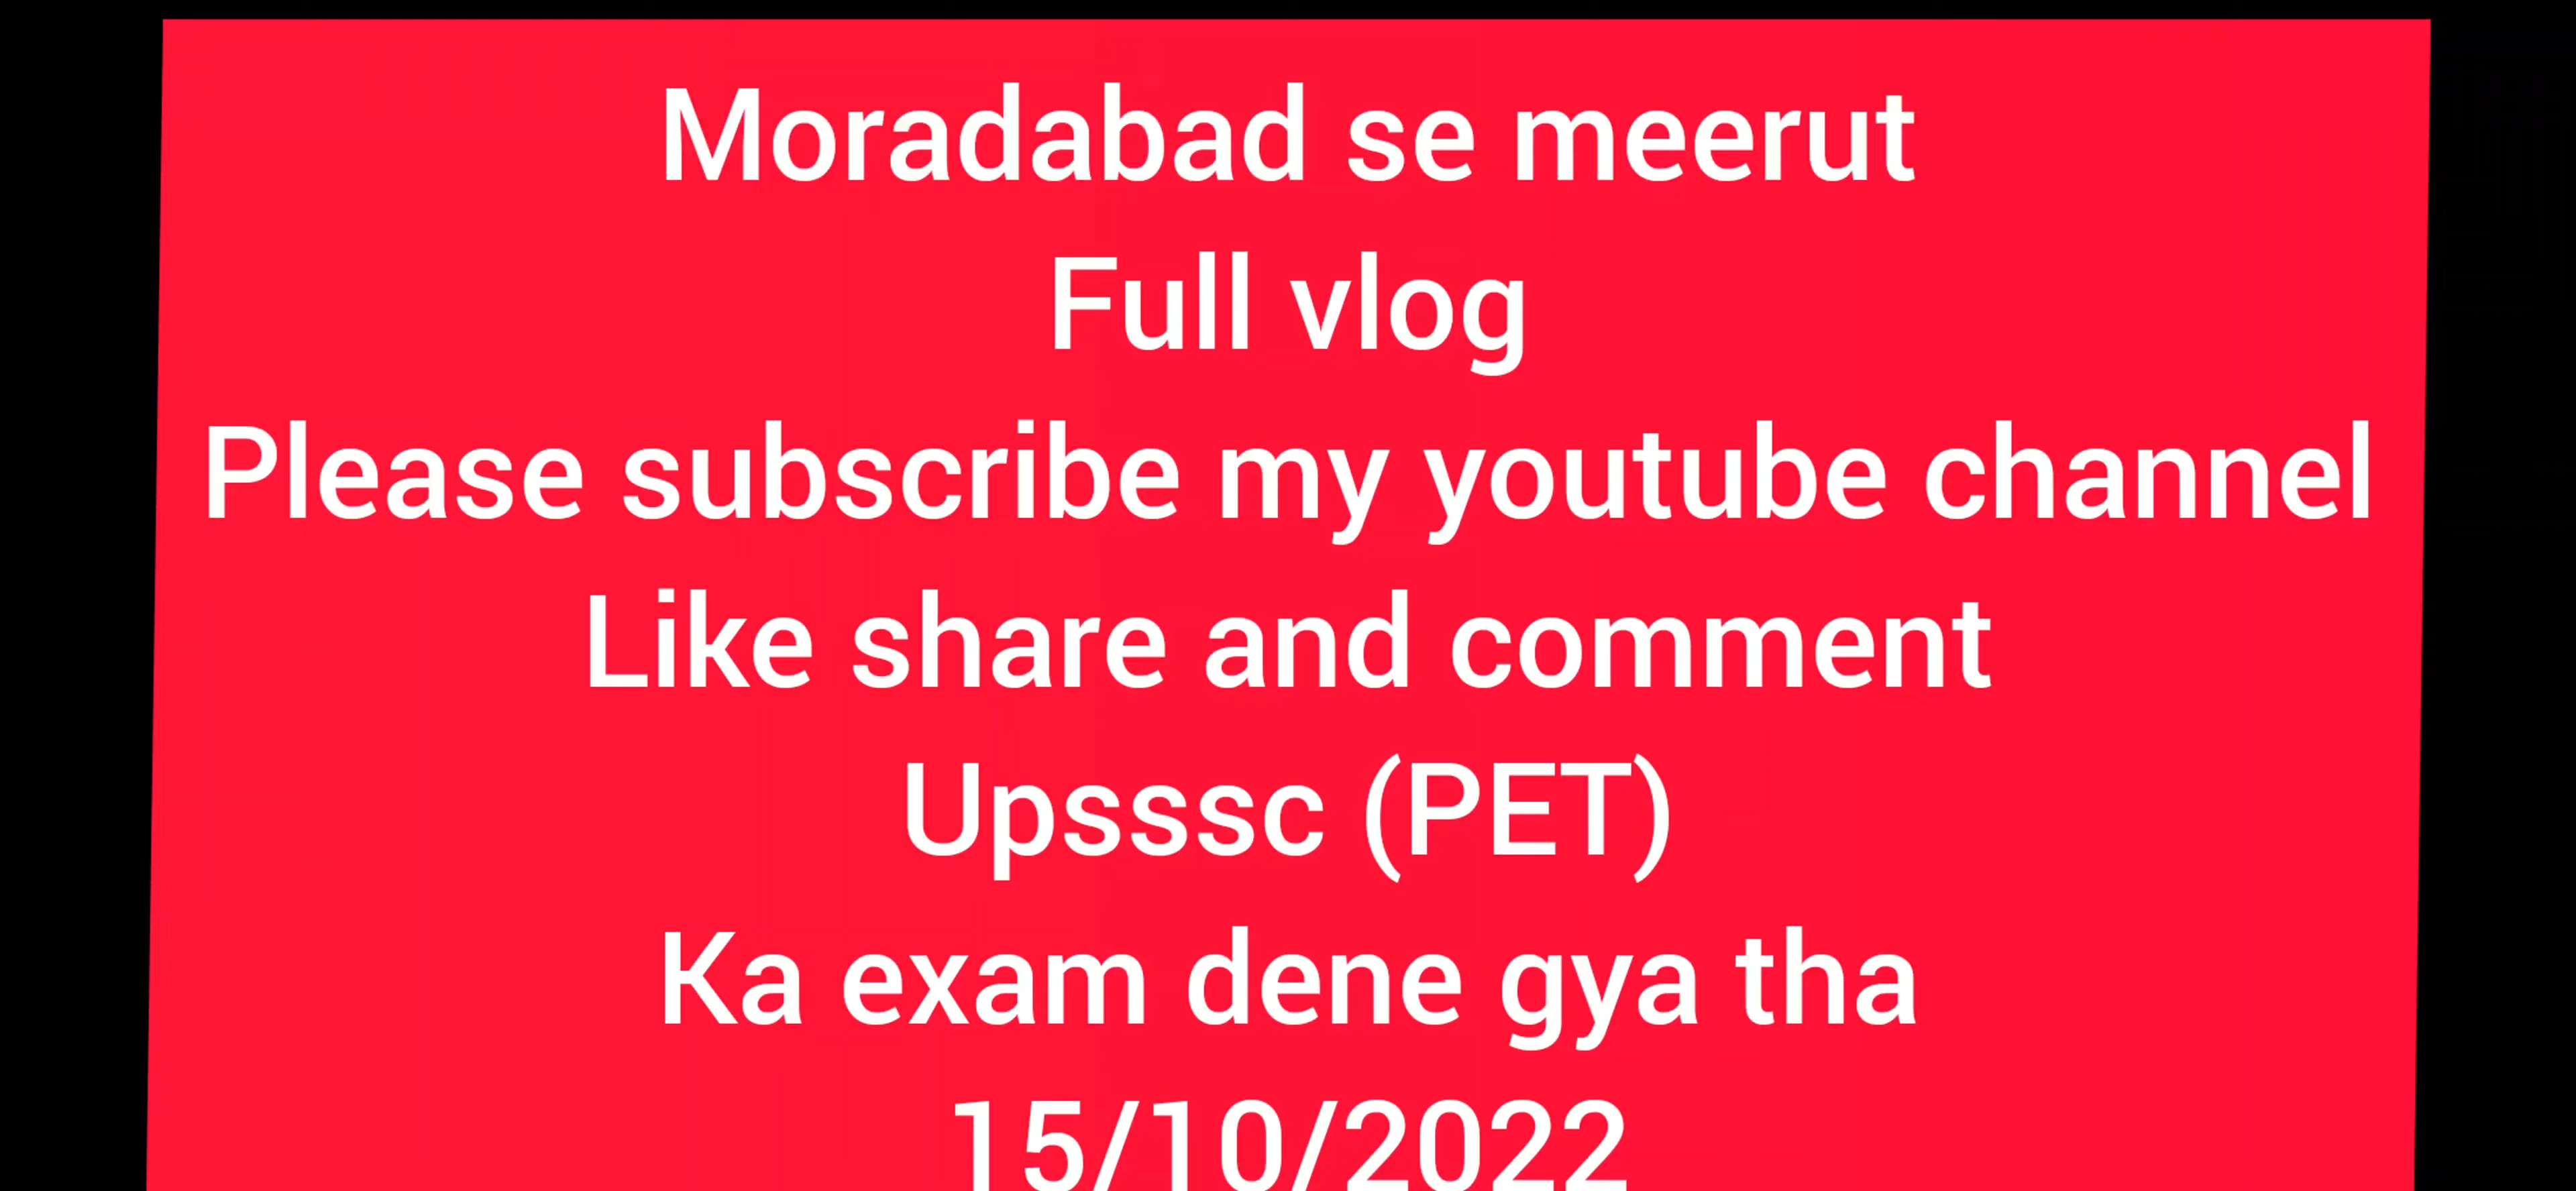 Moradabad se meerut
Full vlog
Please subscribe my youtube channel
Like share and comment
Upsssc (PET)
Ka exam dene gya tha
15/10/2022